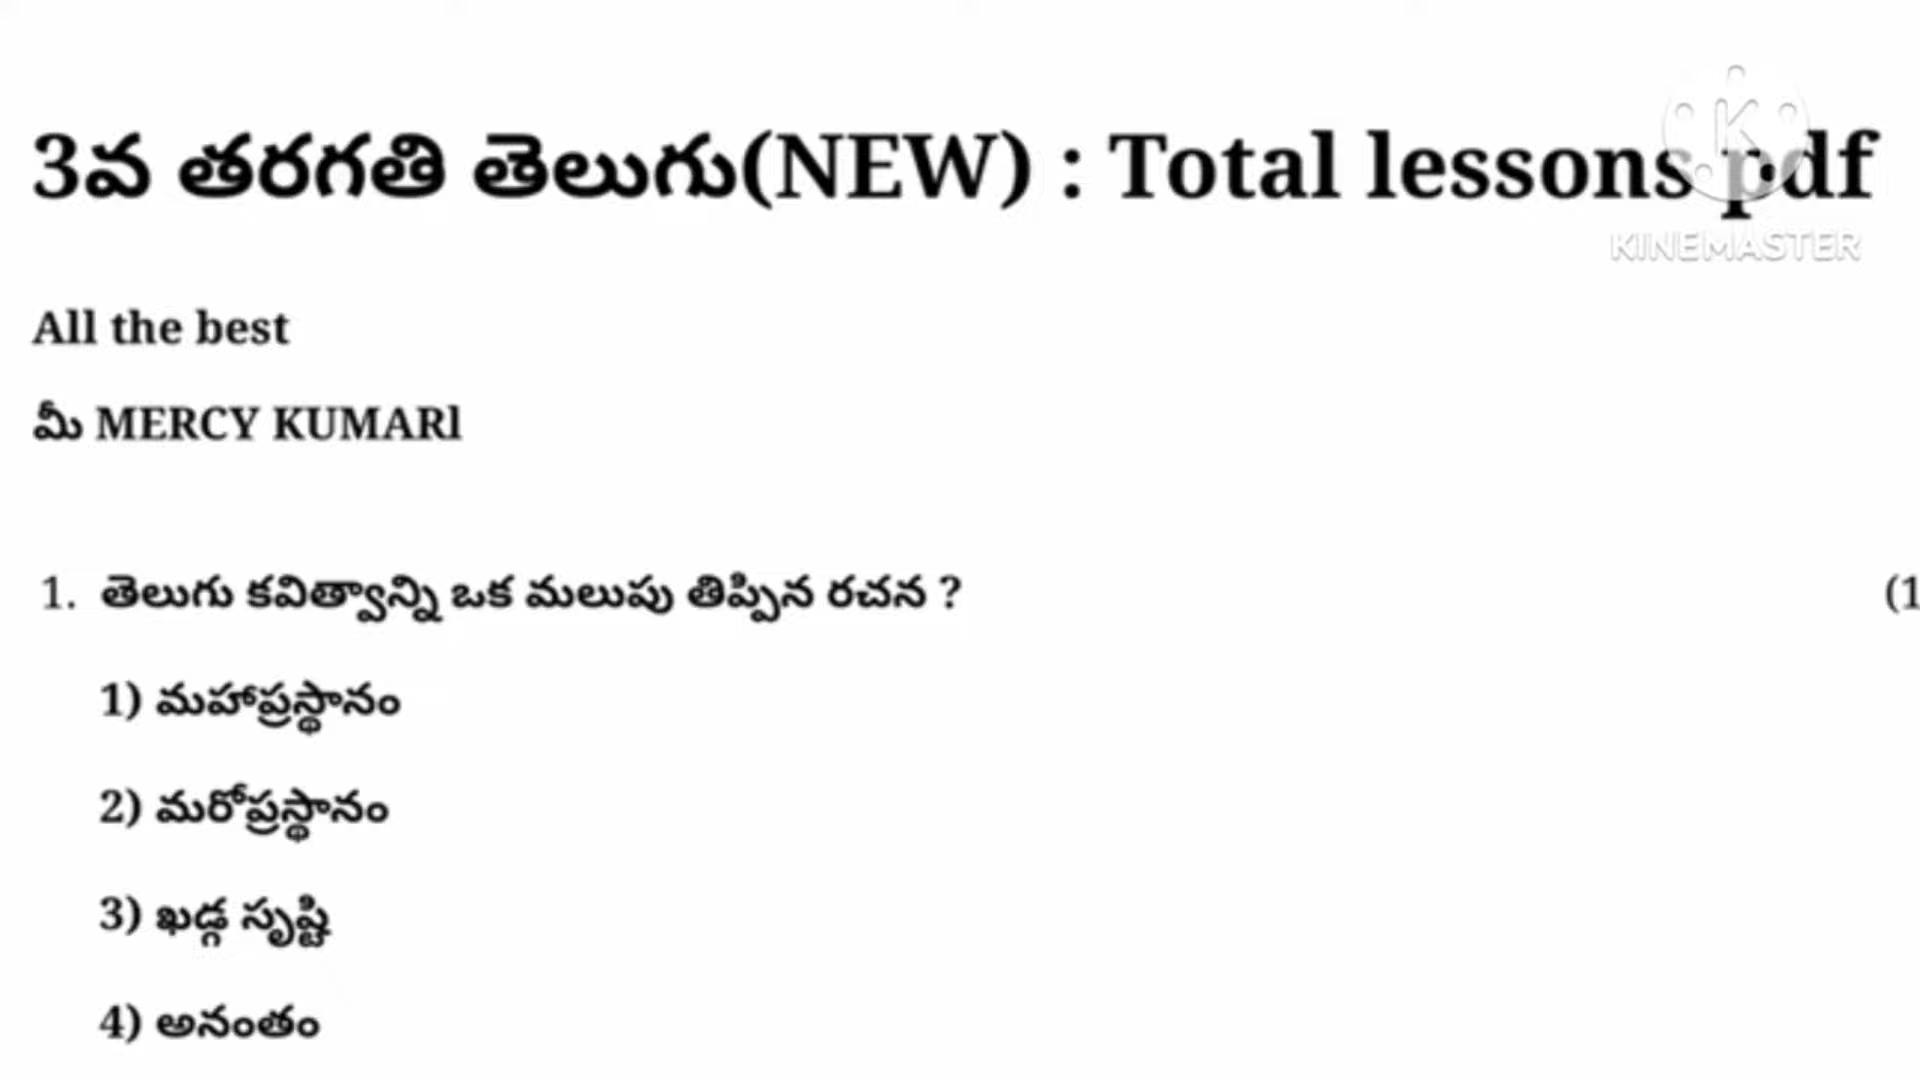 3వ తరగతి తెలుగు(NEW) : Total lessons pdf
K
KINEMASTER
All the best
మీ MERCY KUMARl
1. తెలుగు కవిత్వాన్ని ఒక మలుపు తిప్పిన రచన ? (1
1) మహాప్రస్థానం
2) మరోప్రస్థానం
3) ఖడ్గ సృష్టి
4) అనంతం